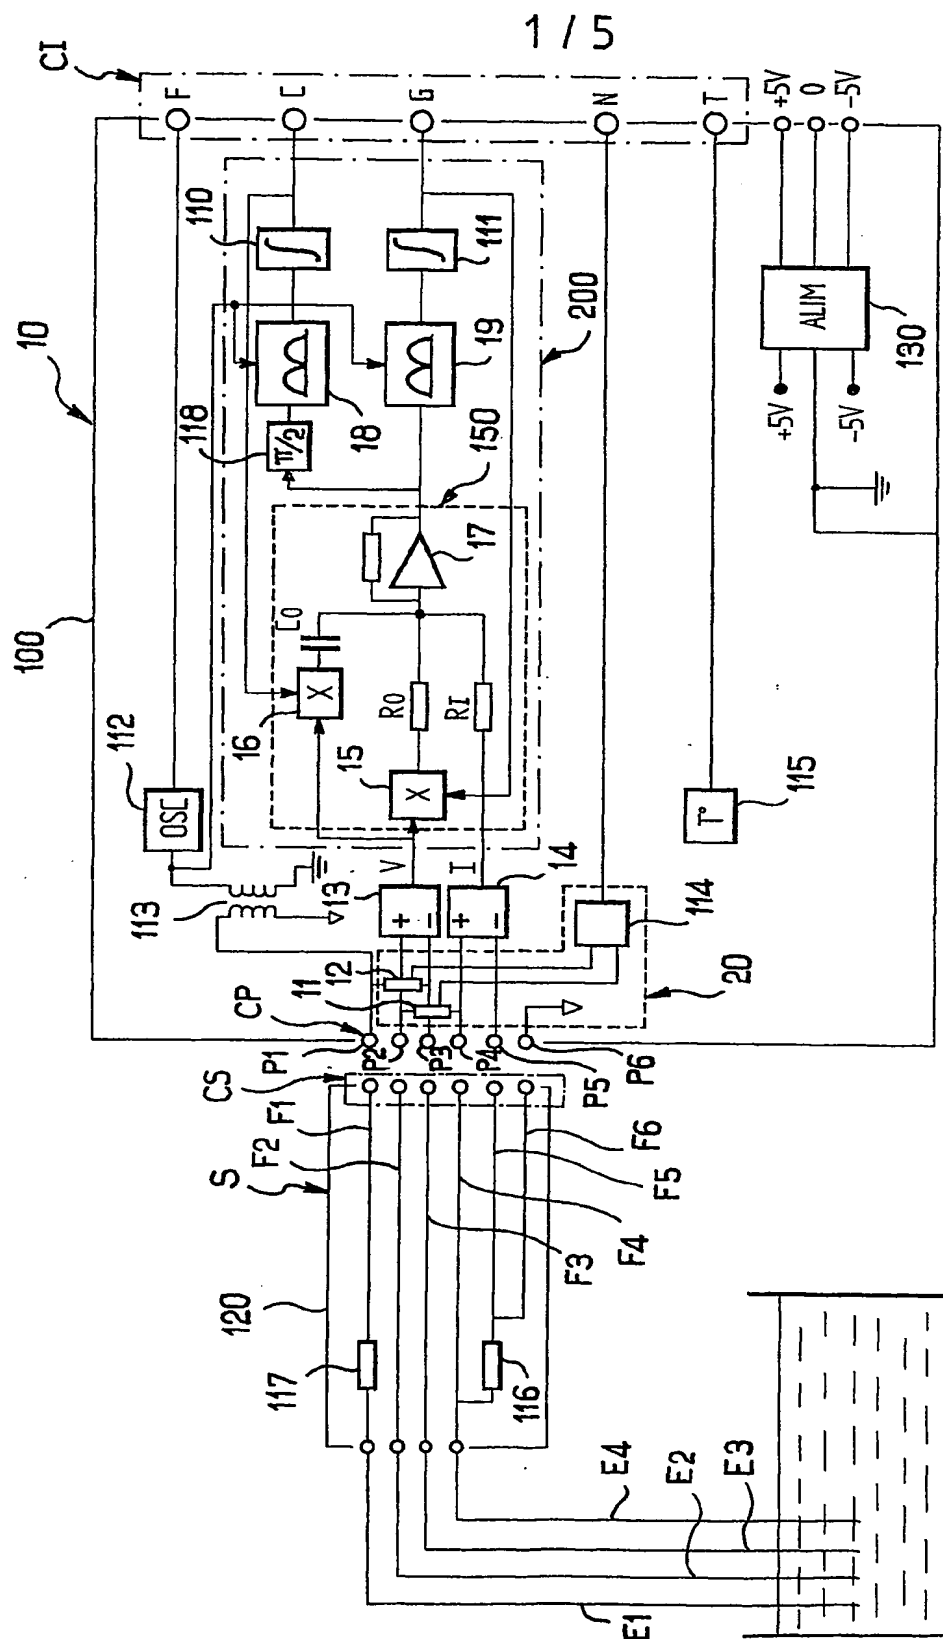 1 / 5
CI
F
C
G
N
T
+5V
0
-5V
10
100
110
111
118
π/2
18
19
200
150
17
C0
X
16
R0
RI
15
X
112
OSC
113
V
I
13
+
-
14
+
-
12
11
114
20
T°
115
+5V
-5V
ALIM
130
CP
P1
P2
P3
P4
P5
P6
CS
S
F1
F2
F3
F4
F5
F6
120
117
116
E4
E2
E3
E1